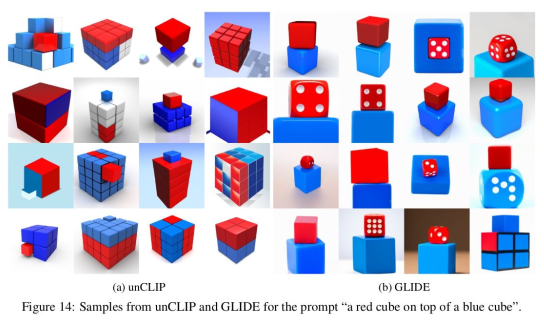 (a) unCLIP
(b) GLIDE
Figure 14: Samples from unCLIP and GLIDE for the prompt “a red cube on top of a blue cube”.